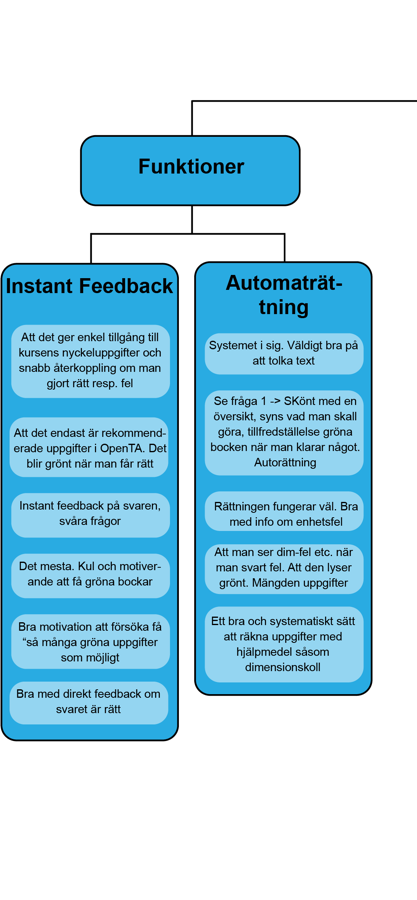 Funktioner
Instant Feedback
Att det ger enkel tillgång till
kursens nyckeluppgifter och
snabb återkoppling om man
gjort rätt resp. fel
Att det endast är rekommend-
erade uppgifter i OpenTA. Det
blir grönt när man får rätt
Instant feedback på svaren,
svåra frågor
Det mesta. Kul och motiver-
ande att få gröna bockar
Bra motivation att försöka få
“så många gröna uppgifter
som möjligt
Bra med direkt feedback om
svaret är rätt
Automaträt-
tning
Systemet i sig. Väldigt bra på
att tolka text
Se fråga 1 -> SKönt med en
översikt, syns vad man skall
göra, tillfredställelse gröna
bocken när man klarar något.
Autorättning
Rättningen fungerar väl. Bra
med info om enhetsfel
Att man ser dim-fel etc. när
man svart fel. Att den lyser
grönt. Mängden uppgifter
Ett bra och systematiskt sätt
att räkna uppgifter med
hjälpmedel såsom
dimensionskoll